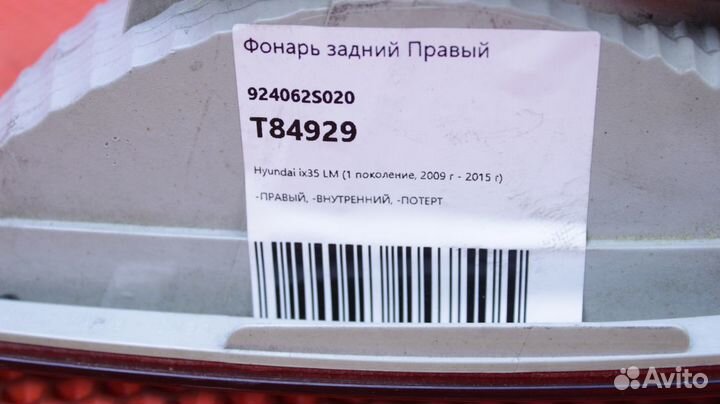 Фонарь задний Правый
924062S020
T84929
Hyundai ix35 LM (1 поколение, 2009 г - 2015 г)
-ПРАВЫЙ, -ВНУТРЕННИЙ, -ПОТЕРТ
Avito